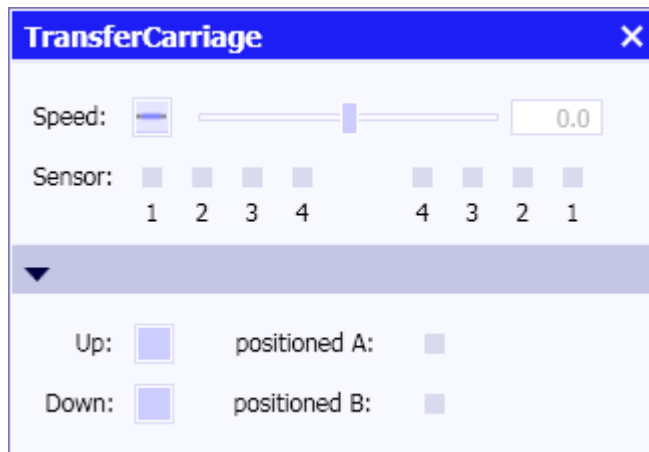 TransferCarriage
Speed: 0.0
Sensor:
1 2 3 4 4 3 2 1
Up: positioned A:
Down: positioned B: